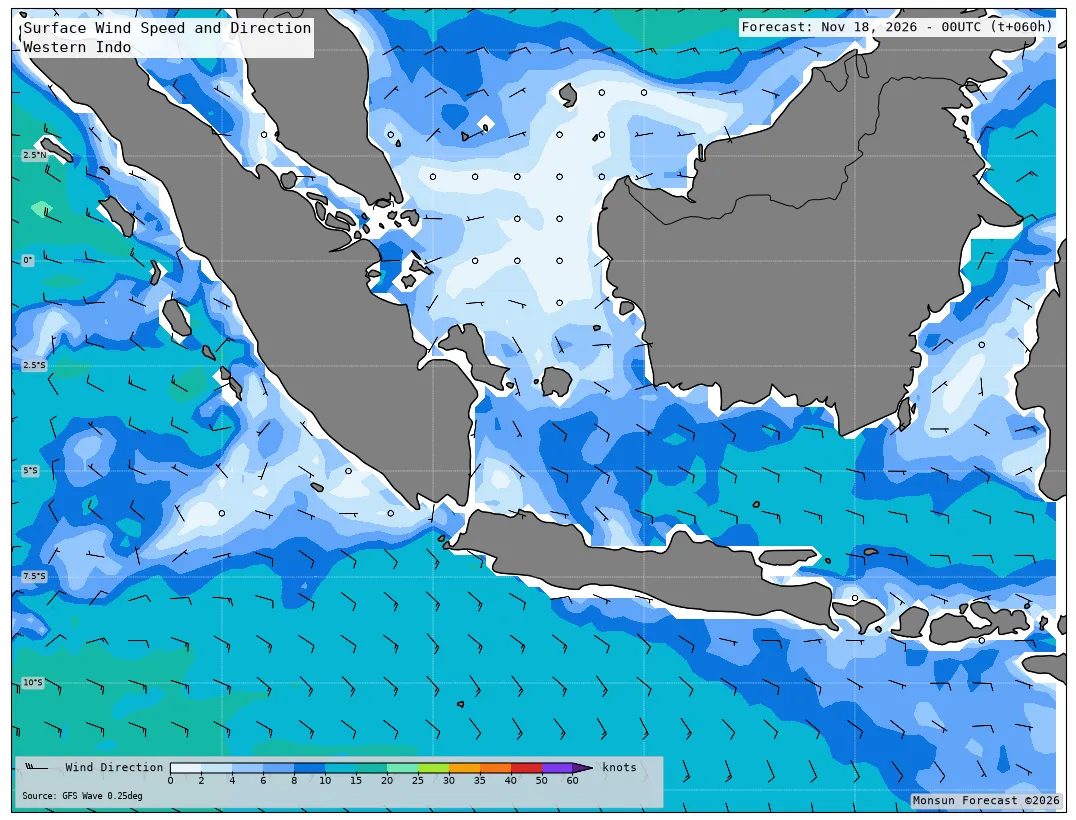 Surface Wind Speed and Direction
Western Indo
Forecast: Nov 18, 2026 - 00UTC (t+060h)
2.5°N
0°
2.5°S
5°S
7.5°S
10°S
Wind Direction
0 2 4 6 8 10 15 20 25 30 35 40 50 60 knots
Source: GFS Wave 0.25deg
Monsun Forecast ©2026